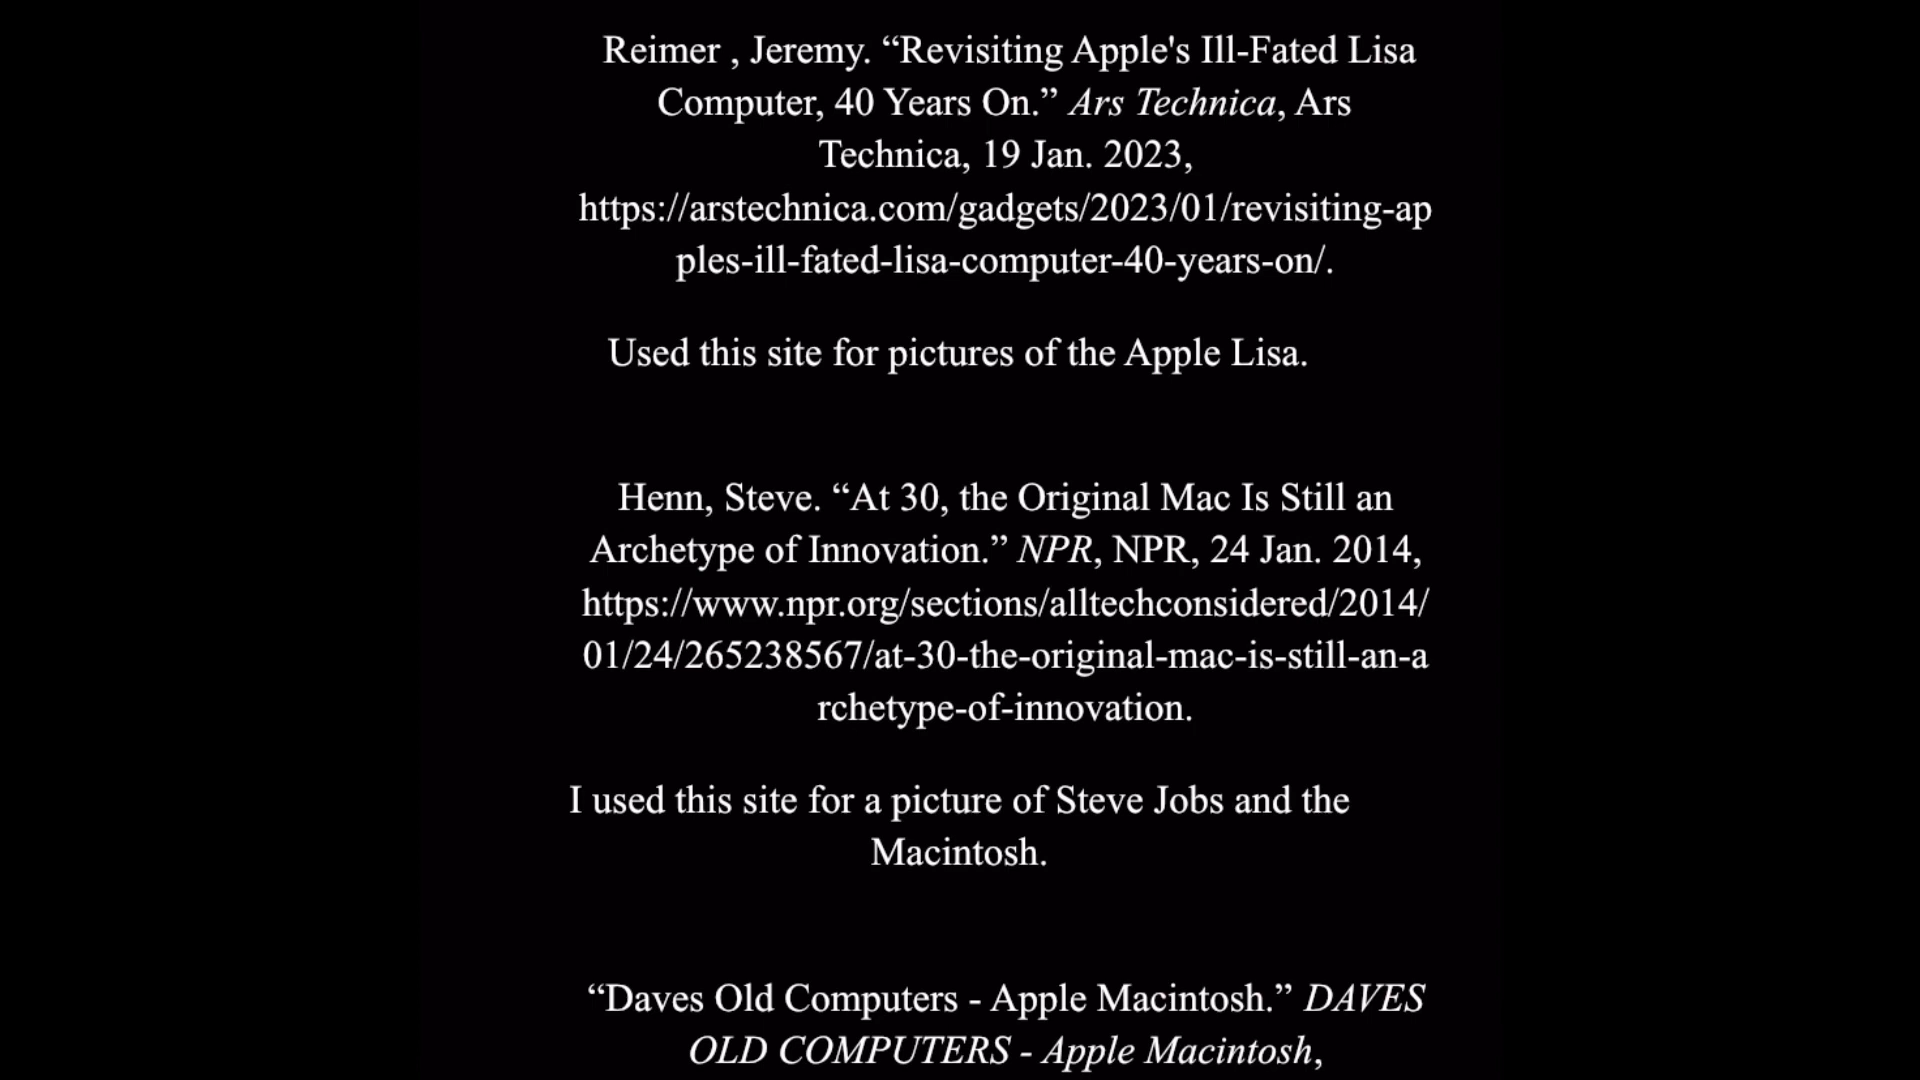 Reimer , Jeremy. “Revisiting Apple's Ill-Fated Lisa
Computer, 40 Years On.” Ars Technica, Ars
Technica, 19 Jan. 2023,
https://arstechnica.com/gadgets/2023/01/revisiting-ap
ples-ill-fated-lisa-computer-40-years-on/.
Used this site for pictures of the Apple Lisa.
Henn, Steve. “At 30, the Original Mac Is Still an
Archetype of Innovation.” NPR, NPR, 24 Jan. 2014,
https://www.npr.org/sections/alltechconsidered/2014/
01/24/265238567/at-30-the-original-mac-is-still-an-a
rchetype-of-innovation.
I used this site for a picture of Steve Jobs and the
Macintosh.
“Daves Old Computers - Apple Macintosh.” DAVES
OLD COMPUTERS - Apple Macintosh,